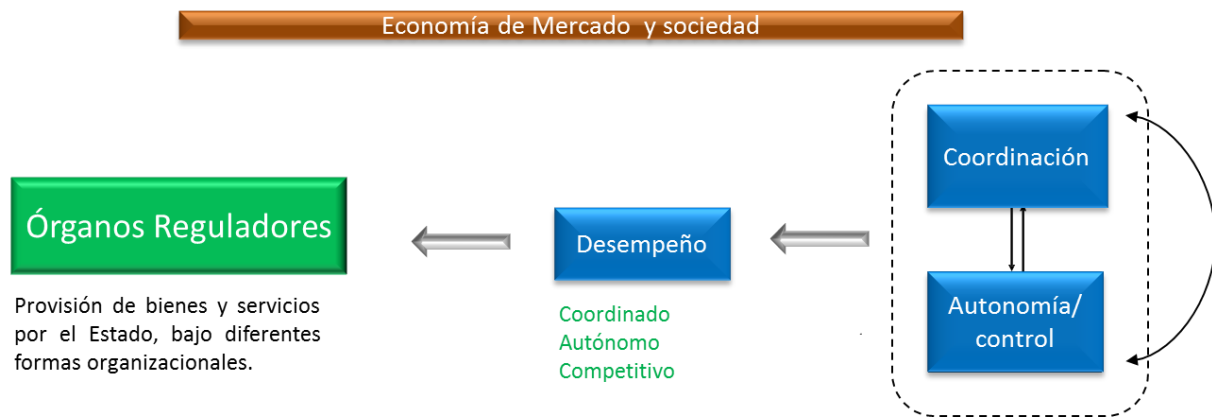 Economía de Mercado y sociedad
Coordinación
Órganos Reguladores
Desempeño
Autonomía/
control
Provisión de bienes y servicios
por el Estado, bajo diferentes
formas organizacionales.
Coordinado
Autónomo
Competitivo